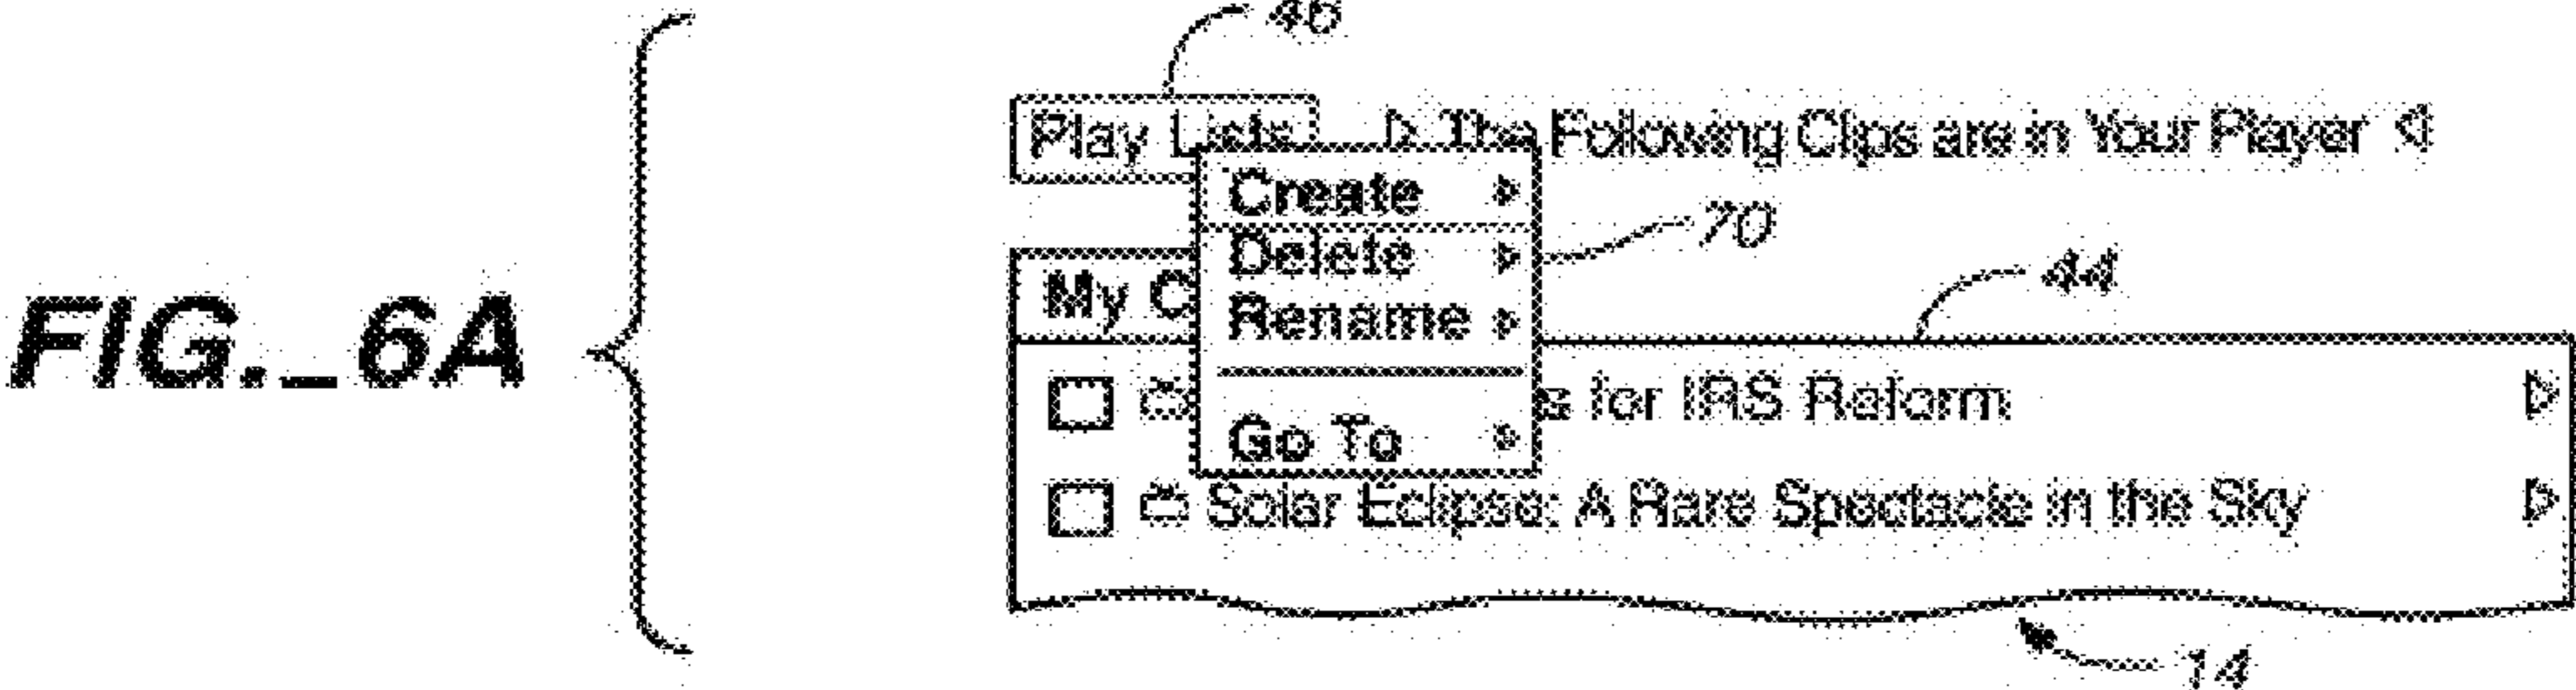 46
Play Lists ▷ The Following Clips are in Your Player ◁
Create
Delete
70
My C
Rename
44
FIG._6A
s for IRS Reform
Go To
Solar Eclipse: A Rare Spectacle in the Sky
14